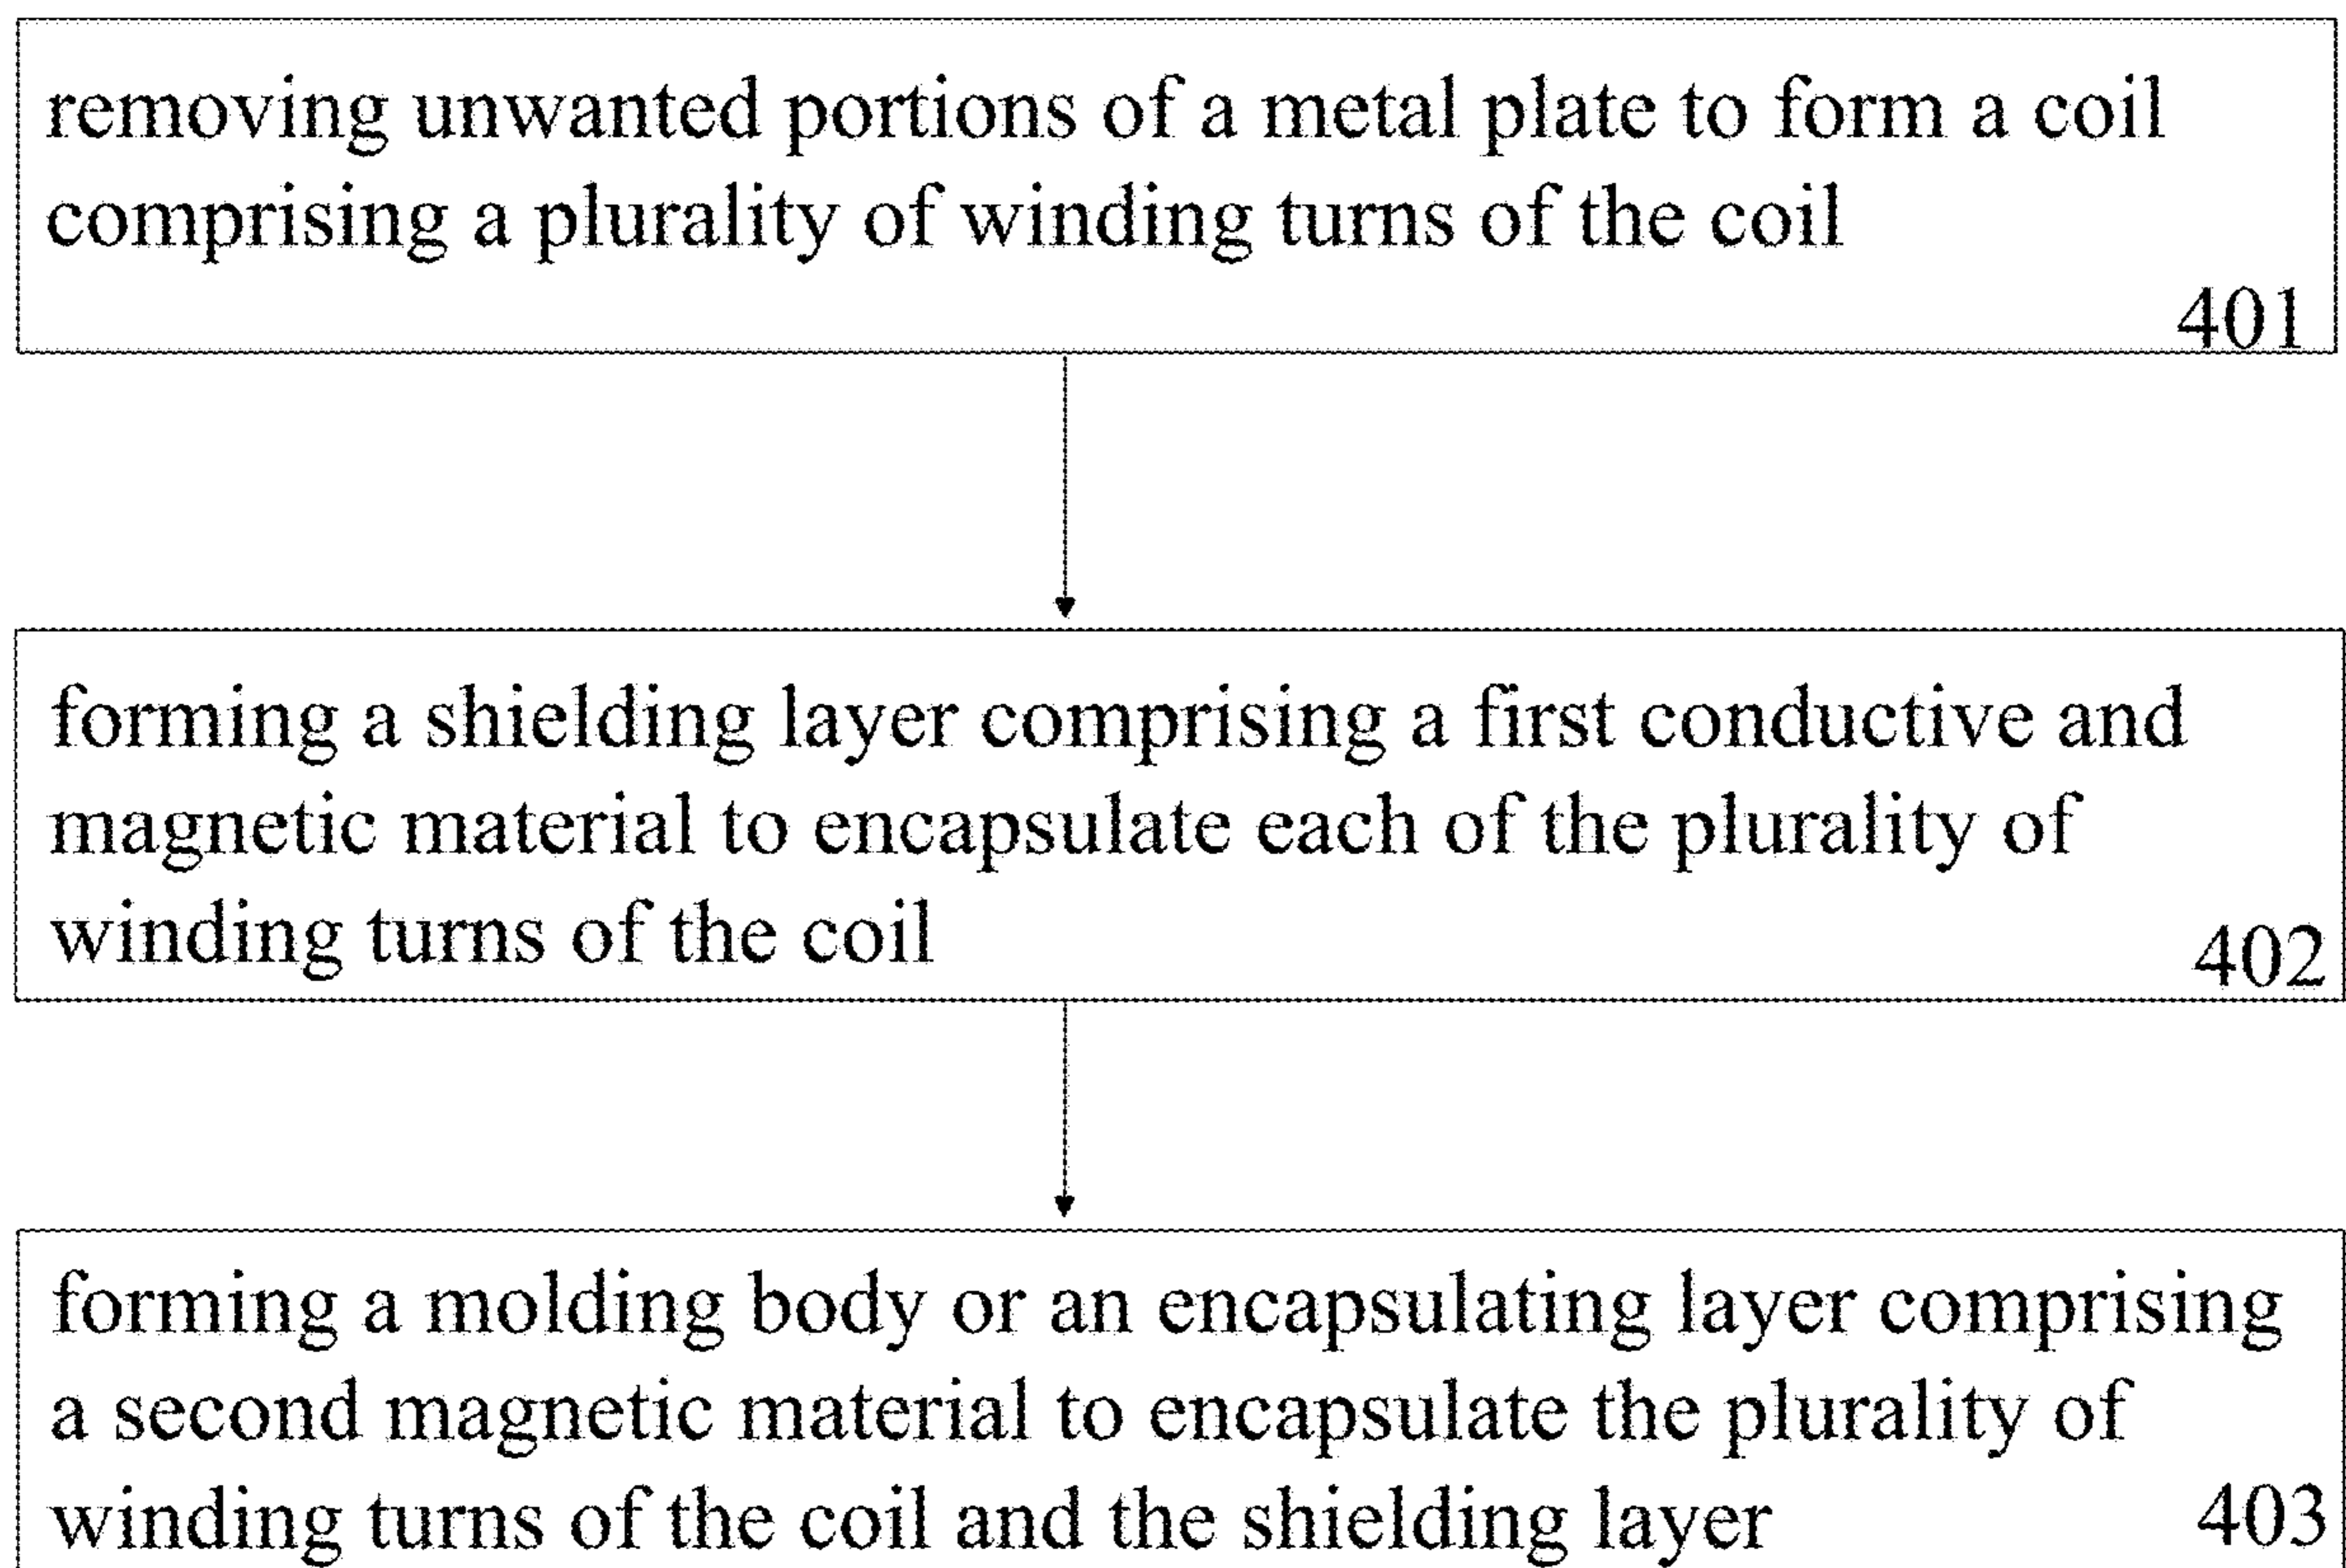 removing unwanted portions of a metal plate to form a coil
comprising a plurality of winding turns of the coil
401
forming a shielding layer comprising a first conductive and
magnetic material to encapsulate each of the plurality of
winding turns of the coil
402
forming a molding body or an encapsulating layer comprising
a second magnetic material to encapsulate the plurality of
winding turns of the coil and the shielding layer
403